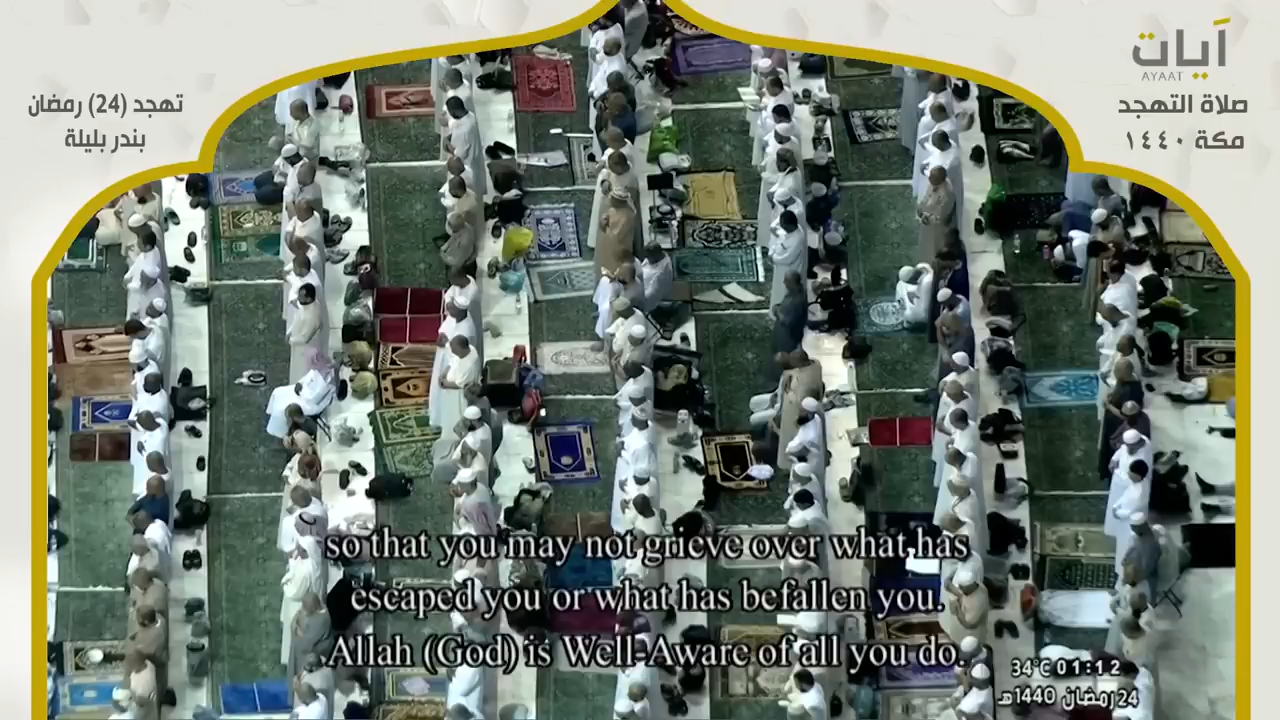 آيات
AYAAT
صلاة التهجد
مكة ١٤٤٠
تهجد (24) رمضان
بندر بليلة
so that you may not grieve over what has
escaped you or what has befallen you.
Allah (God) is Well-Aware of all you do.
34°C 01:12
24 رمضان 1440هـ